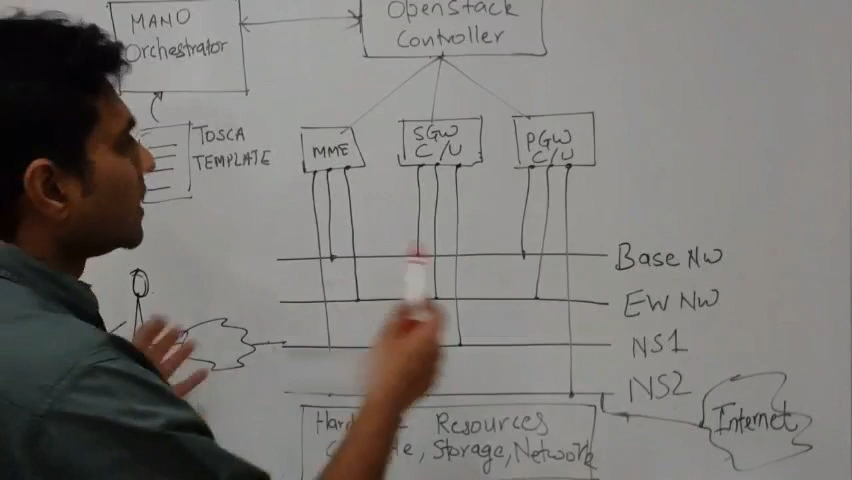 MANO
Orchestrator
OpenStack
Controller
TOSCA
TEMPLATE
MME
SGW
C/U
PGW
C/U
Base NW
EW NW
NS1
NS2
Internet
Resources
Storage, Network